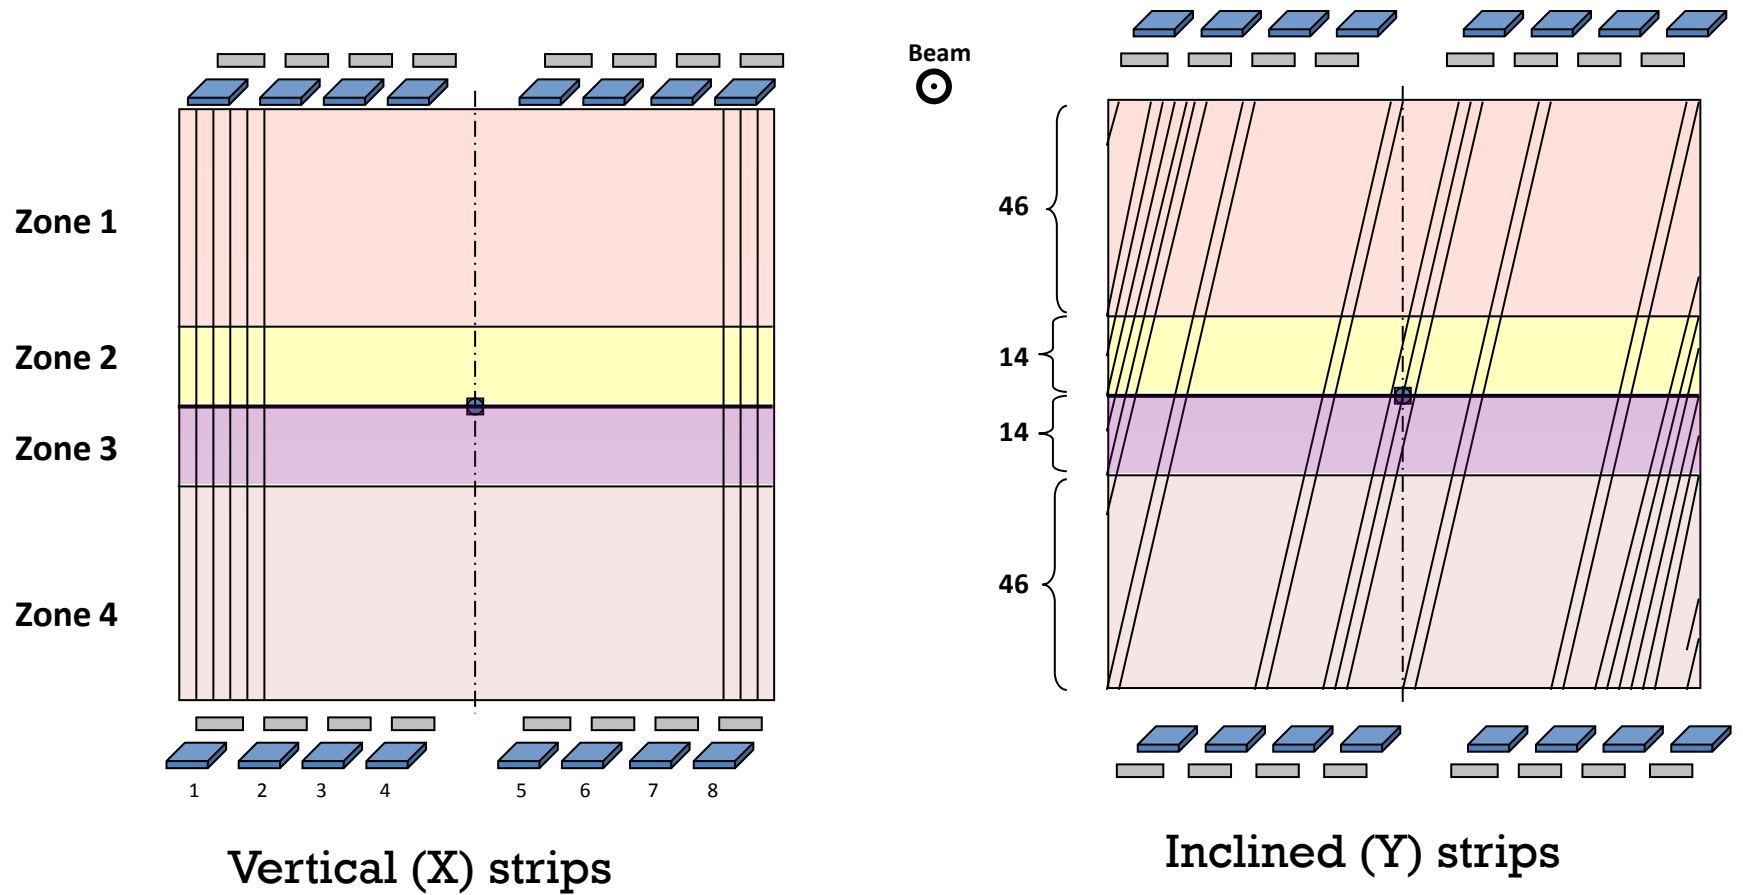 Beam
Zone 1
Zone 2
Zone 3
Zone 4
46
14
14
46
1 2 3 4 5 6 7 8
Vertical (X) strips
Inclined (Y) strips